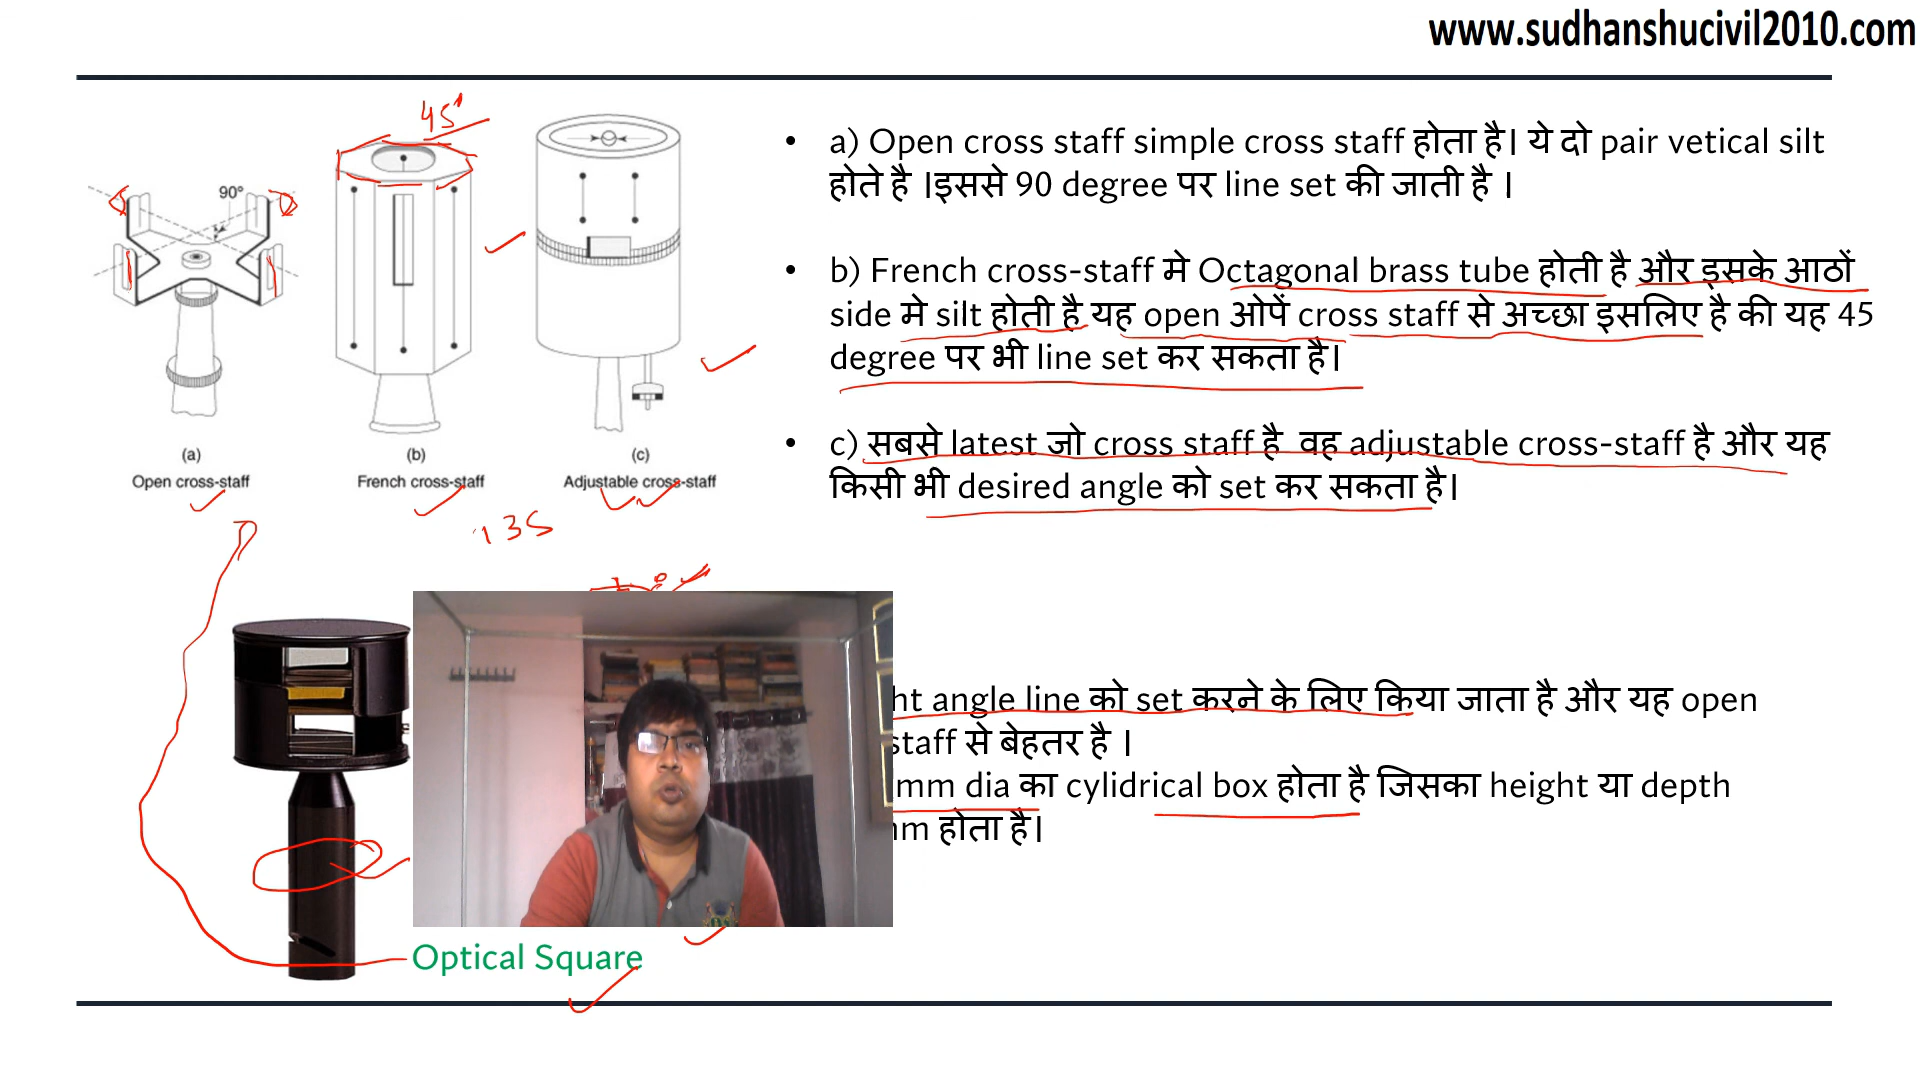 www.sudhanshucivil2010.com
45°
90°
(a)
(b)
(c)
Open cross-staff
French cross-staff
Adjustable cross-staff
135
• a) Open cross staff simple cross staff होता है। ये दो pair vetical silt
होते है ।इससे 90 degree पर line set की जाती है ।
• b) French cross-staff मे Octagonal brass tube होती है और इसके आठों
side मे silt होती है यह open ओपें cross staff से अच्छा इसलिए है की यह 45
degree पर भी line set कर सकता है।
• c) सबसे latest जो cross staff है वह adjustable cross-staff है और यह
किसी भी desired angle को set कर सकता है।
ht angle line को set करने के लिए किया जाता है और यह open
staff से बेहतर है ।
mm dia का cylidrical box होता है जिसका height या depth
mm होता है।
Optical Square